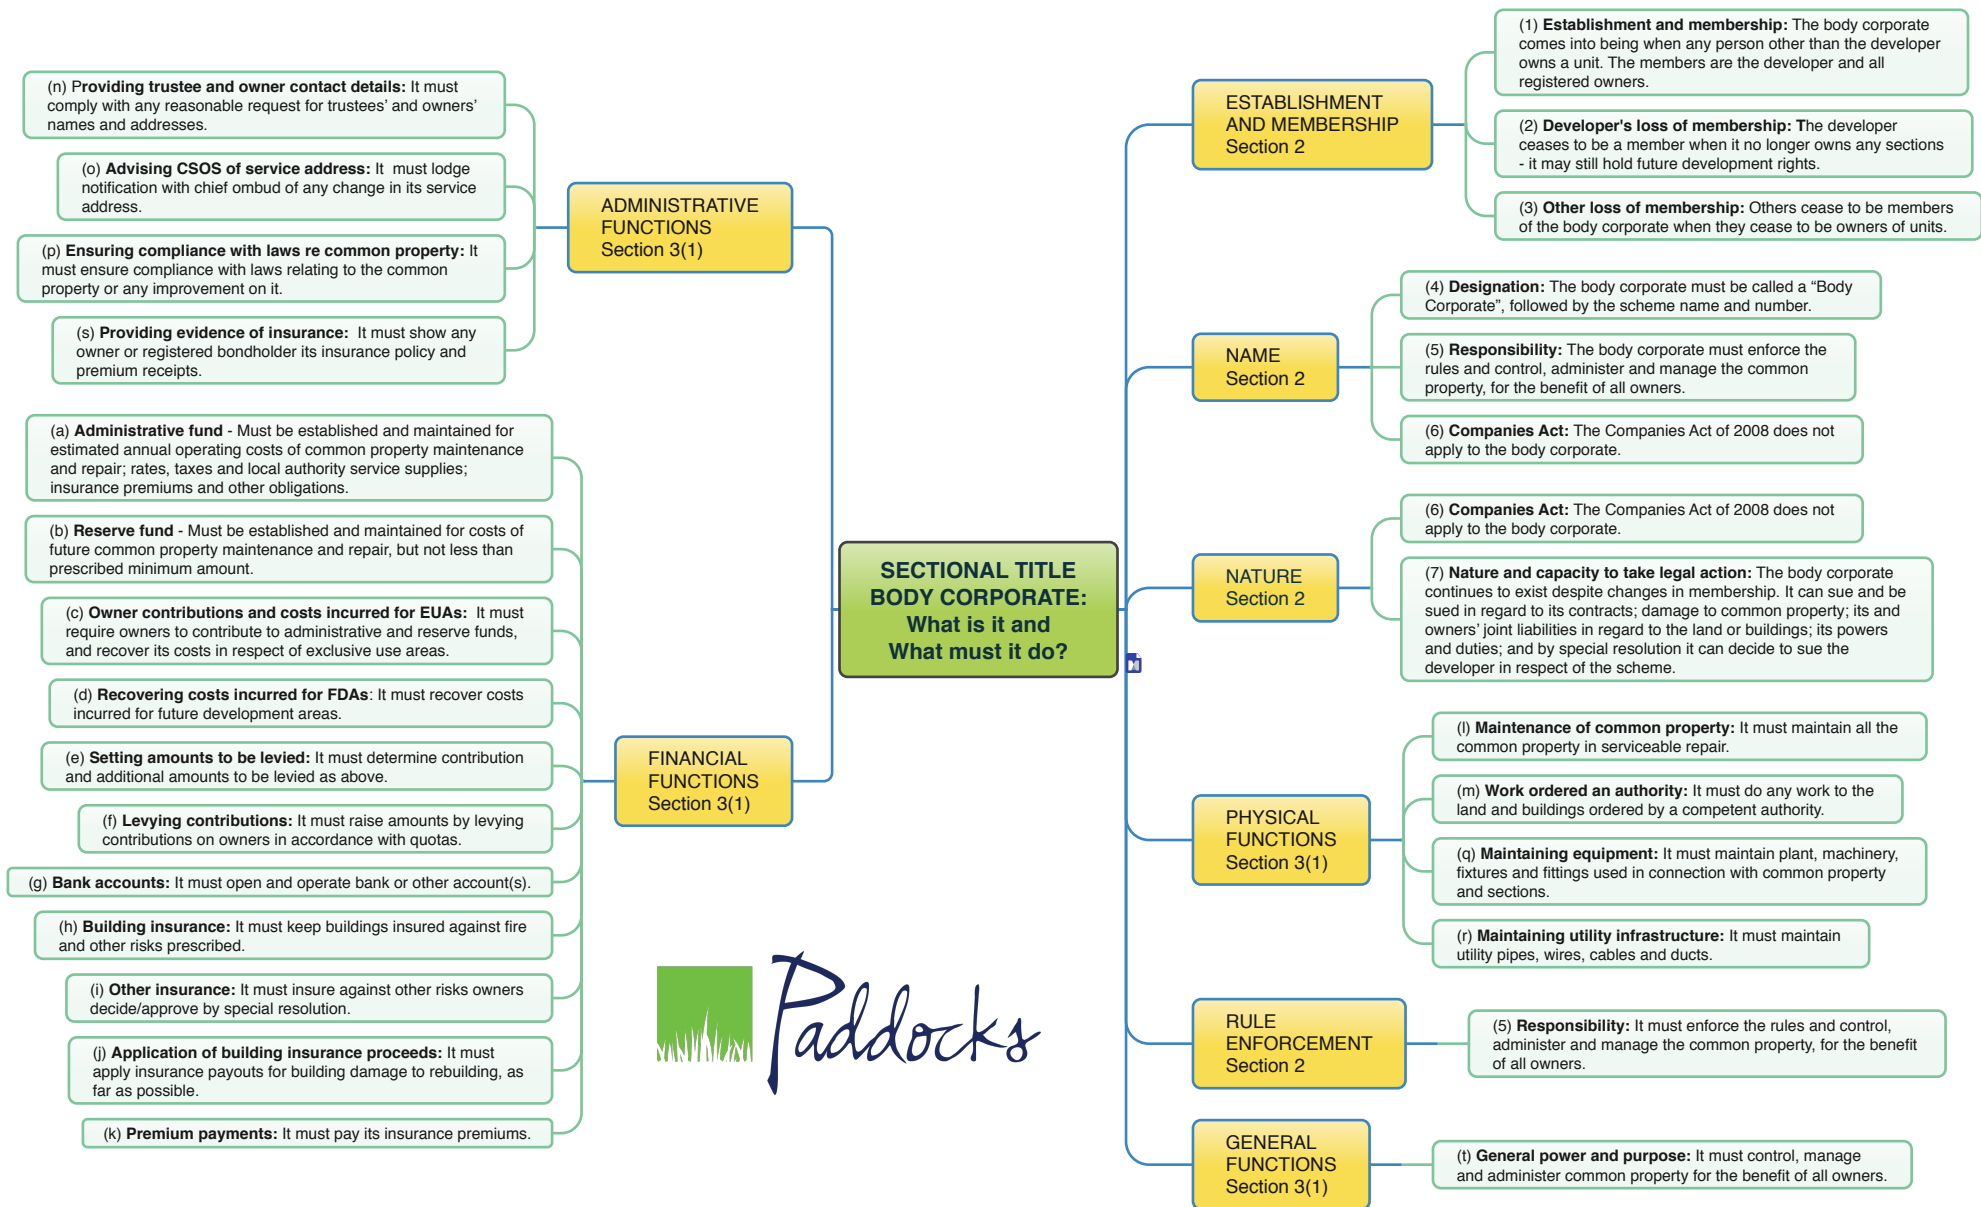 (n) Providing trustee and owner contact details: It must
comply with any reasonable request for trustees' and owners'
names and addresses.
(o) Advising CSOS of service address: It  must lodge
notification with chief ombud of any change in its service
address.
(p) Ensuring compliance with laws re common property: It
must ensure compliance with laws relating to the common
property or any improvement on it.
(s) Providing evidence of insurance:  It must show any
owner or registered bondholder its insurance policy and
premium receipts.
ADMINISTRATIVE
FUNCTIONS
Section 3(1)
(a) Administrative fund - Must be established and maintained for
estimated annual operating costs of common property maintenance
and repair; rates, taxes and local authority service supplies;
insurance premiums and other obligations.
(b) Reserve fund - Must be established and maintained for costs of
future common property maintenance and repair, but not less than
prescribed minimum amount.
(c) Owner contributions and costs incurred for EUAs:  It must
require owners to contribute to administrative and reserve funds,
and recover its costs in respect of exclusive use areas.
(d) Recovering costs incurred for FDAs: It must recover costs
incurred for future development areas.
(e) Setting amounts to be levied: It must determine contribution
and additional amounts to be levied as above.
(f) Levying contributions: It must raise amounts by levying
contributions on owners in accordance with quotas.
(g) Bank accounts: It must open and operate bank or other account(s).
(h) Building insurance: It must keep buildings insured against fire
and other risks prescribed.
(i) Other insurance: It must insure against other risks owners
decide/approve by special resolution.
(j) Application of building insurance proceeds: It must
apply insurance payouts for building damage to rebuilding, as
far as possible.
(k) Premium payments: It must pay its insurance premiums.
FINANCIAL
FUNCTIONS
Section 3(1)
SECTIONAL TITLE
BODY CORPORATE:
What is it and
What must it do?
Paddocks
ESTABLISHMENT
AND MEMBERSHIP
Section 2
(1) Establishment and membership: The body corporate
comes into being when any person other than the developer
owns a unit. The members are the developer and all
registered owners.
(2) Developer's loss of membership: The developer
ceases to be a member when it no longer owns any sections
- it may still hold future development rights.
(3) Other loss of membership: Others cease to be members
of the body corporate when they cease to be owners of units.
NAME
Section 2
(4) Designation: The body corporate must be called a “Body
Corporate”, followed by the scheme name and number.
(5) Responsibility: The body corporate must enforce the
rules and control, administer and manage the common
property, for the benefit of all owners.
(6) Companies Act: The Companies Act of 2008 does not
apply to the body corporate.
NATURE
Section 2
(6) Companies Act: The Companies Act of 2008 does not
apply to the body corporate.
(7) Nature and capacity to take legal action: The body corporate
continues to exist despite changes in membership. It can sue and be
sued in regard to its contracts; damage to common property; its and
owners' joint liabilities in regard to the land or buildings; its powers
and duties; and by special resolution it can decide to sue the
developer in respect of the scheme.
PHYSICAL
FUNCTIONS
Section 3(1)
(l) Maintenance of common property: It must maintain all the
common property in serviceable repair.
(m) Work ordered an authority: It must do any work to the
land and buildings ordered by a competent authority.
(q) Maintaining equipment: It must maintain plant, machinery,
fixtures and fittings used in connection with common property
and sections.
(r) Maintaining utility infrastructure: It must maintain
utility pipes, wires, cables and ducts.
RULE
ENFORCEMENT
Section 2
(5) Responsibility: It must enforce the rules and control,
administer and manage the common property, for the benefit
of all owners.
GENERAL
FUNCTIONS
Section 3(1)
(t) General power and purpose: It must control, manage
and administer common property for the benefit of all owners.